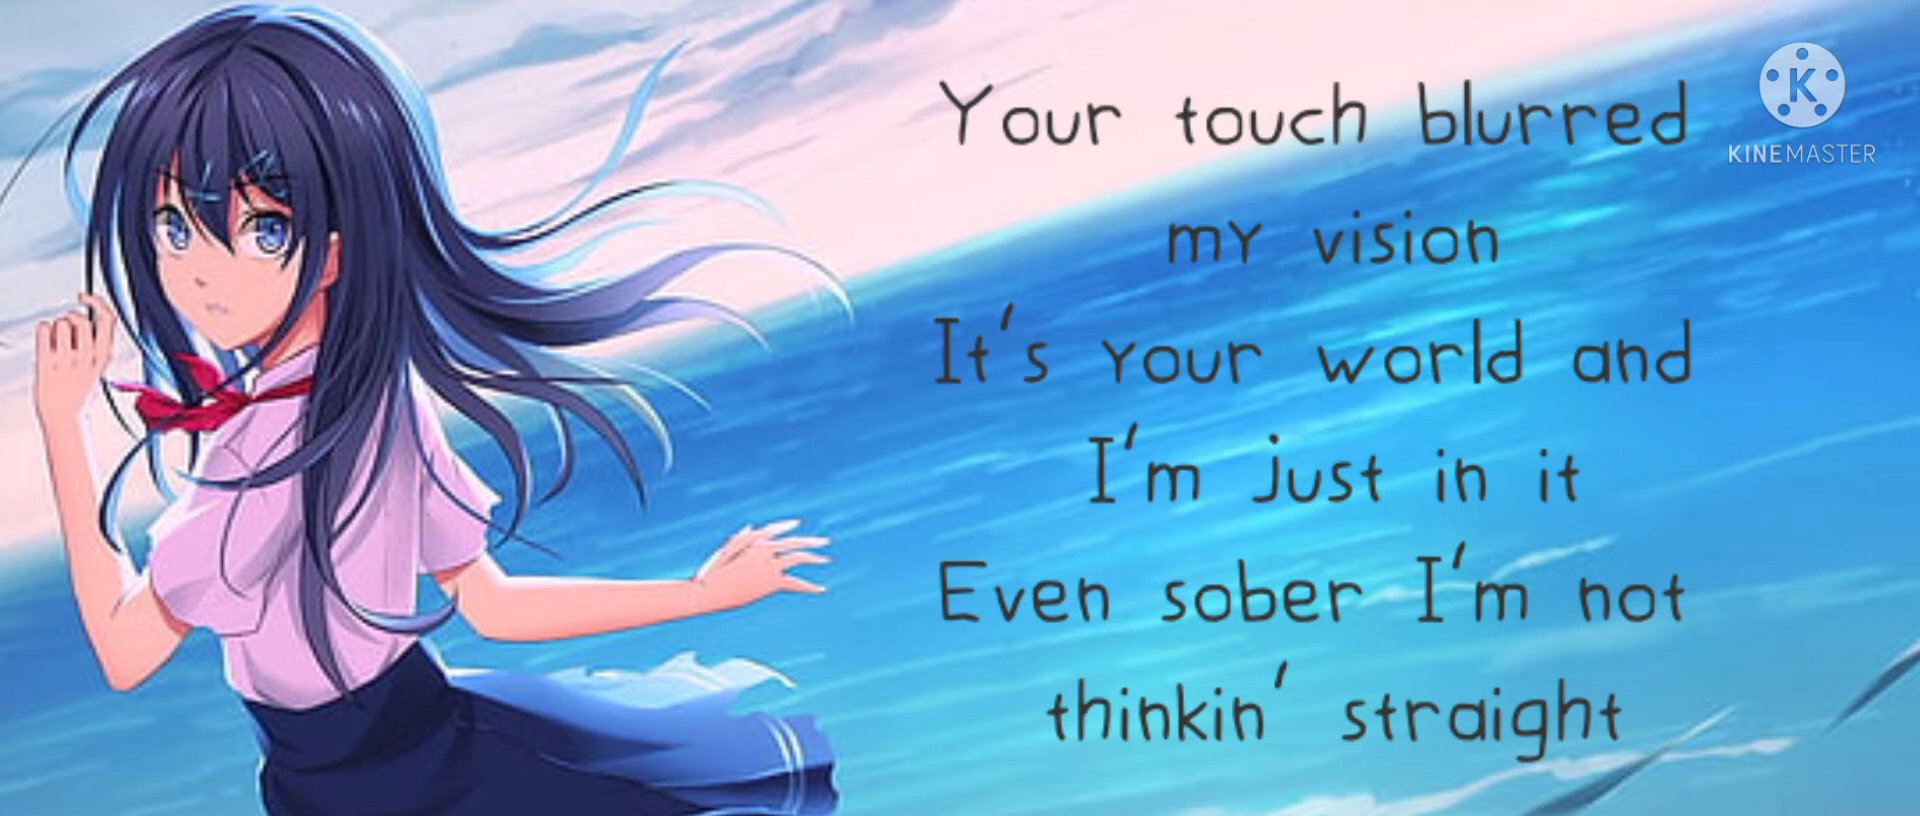 Your touch blurred
my vision
It's your world and
I'm just in it
Even sober I'm not
thinkin' straight
K
KINEMASTER